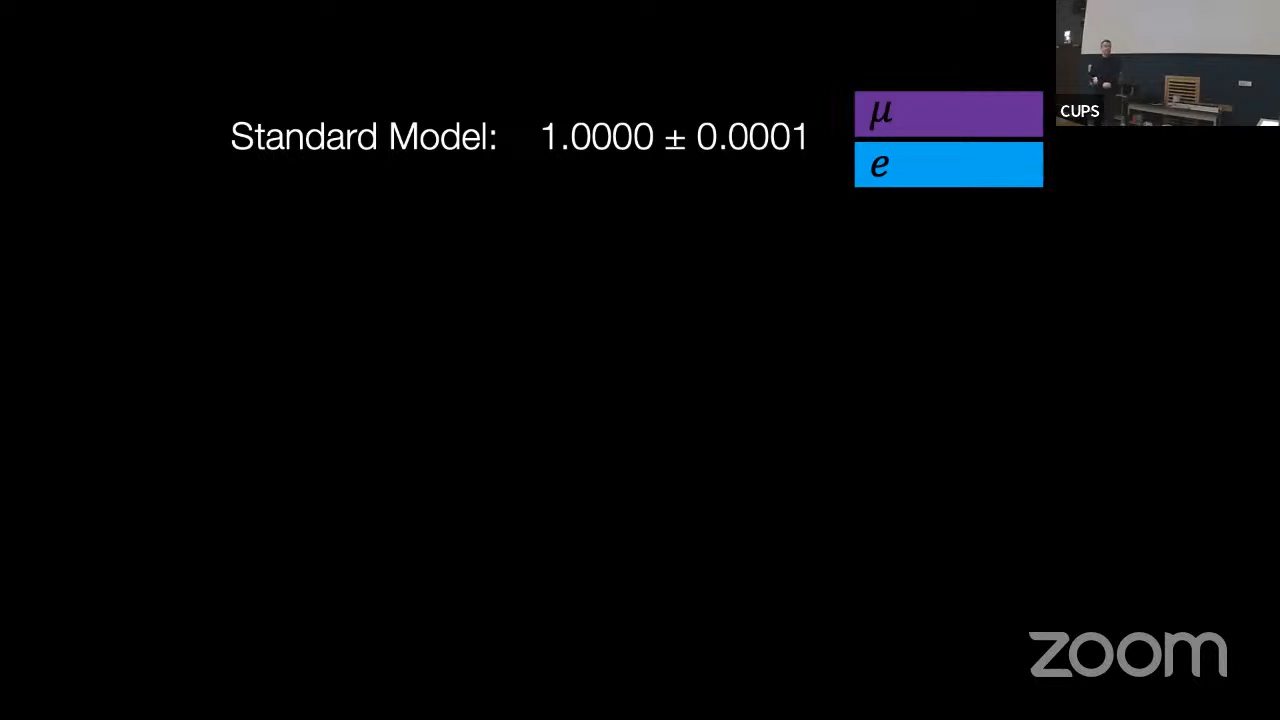 Standard Model: 1.0000 ± 0.0001
μ
e
CUPS
zoom